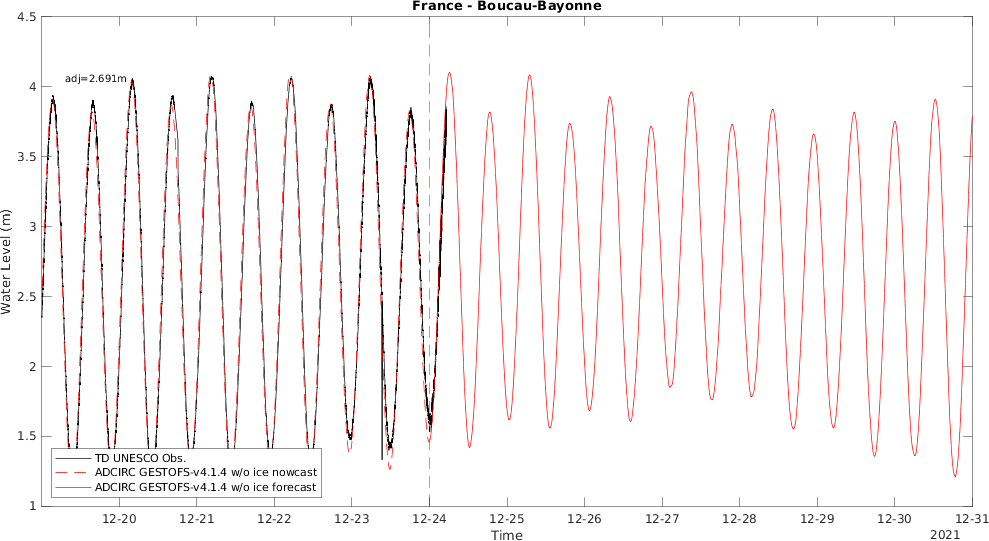 France - Boucau-Bayonne
4.5
4
3.5
3
2.5
2
1.5
1
Water Level (m)
adj=2.691m
TD UNESCO Obs.
ADCIRC GESTOFS-v4.1.4 w/o ice nowcast
ADCIRC GESTOFS-v4.1.4 w/o ice forecast
12-20 12-21 12-22 12-23 12-24 12-25 12-26 12-27 12-28 12-29 12-30 12-31
Time
2021